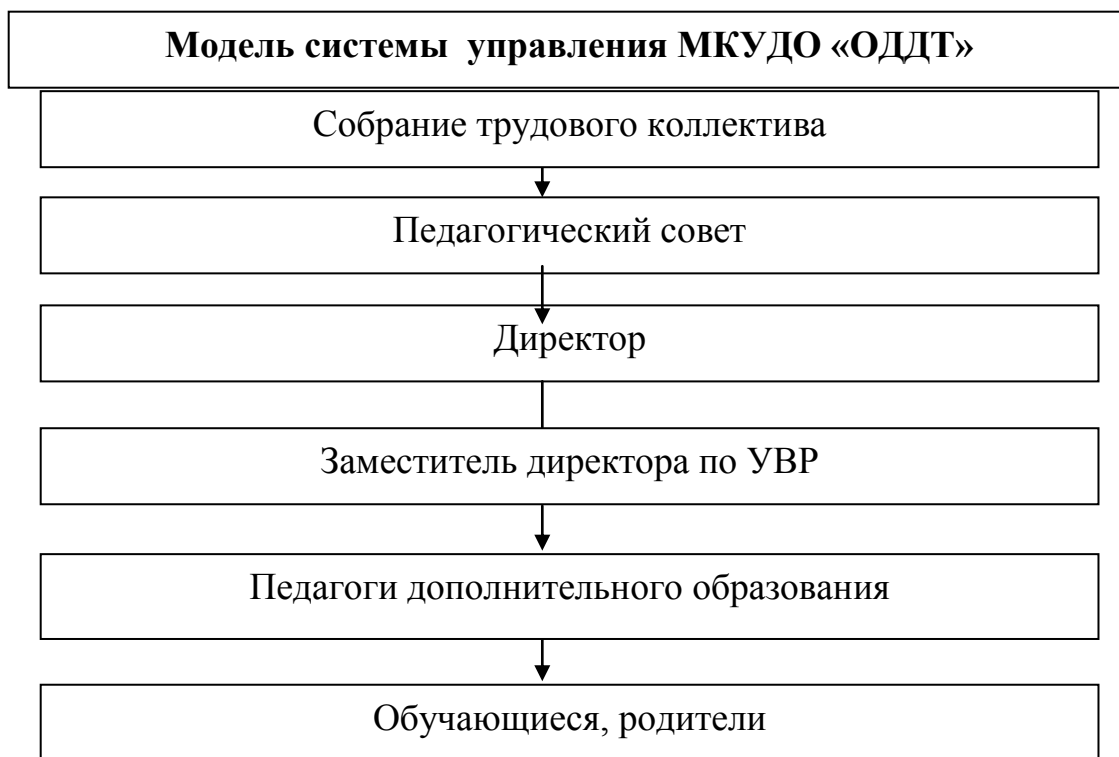 Модель системы управления МКУДО «ОДДТ»
Собрание трудового коллектива
Педагогический совет
Директор
Заместитель директора по УВР
Педагоги дополнительного образования
Обучающиеся, родители